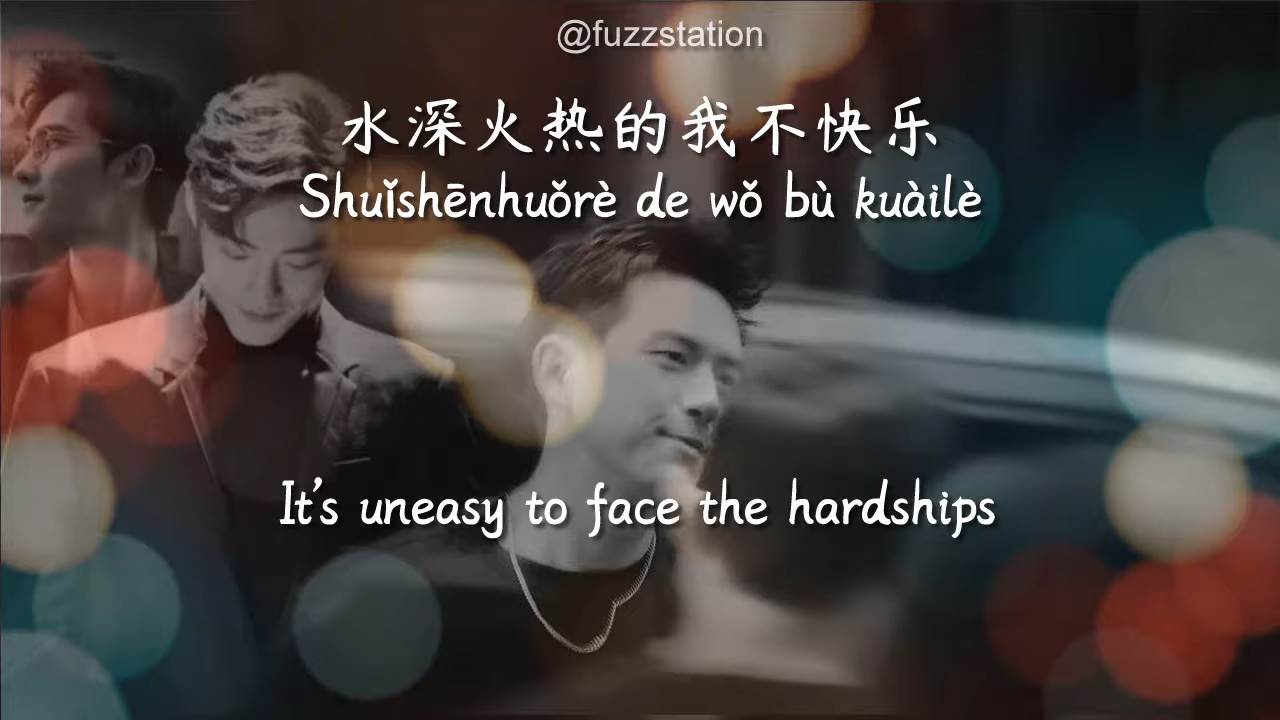 @fuzzstation
水深火热的我不快乐
Shuǐshēnhuǒrè de wǒ bù kuàilè
It's uneasy to face the hardships